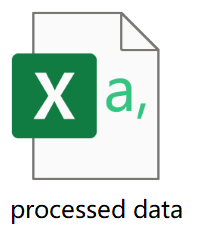 X a,
processed data